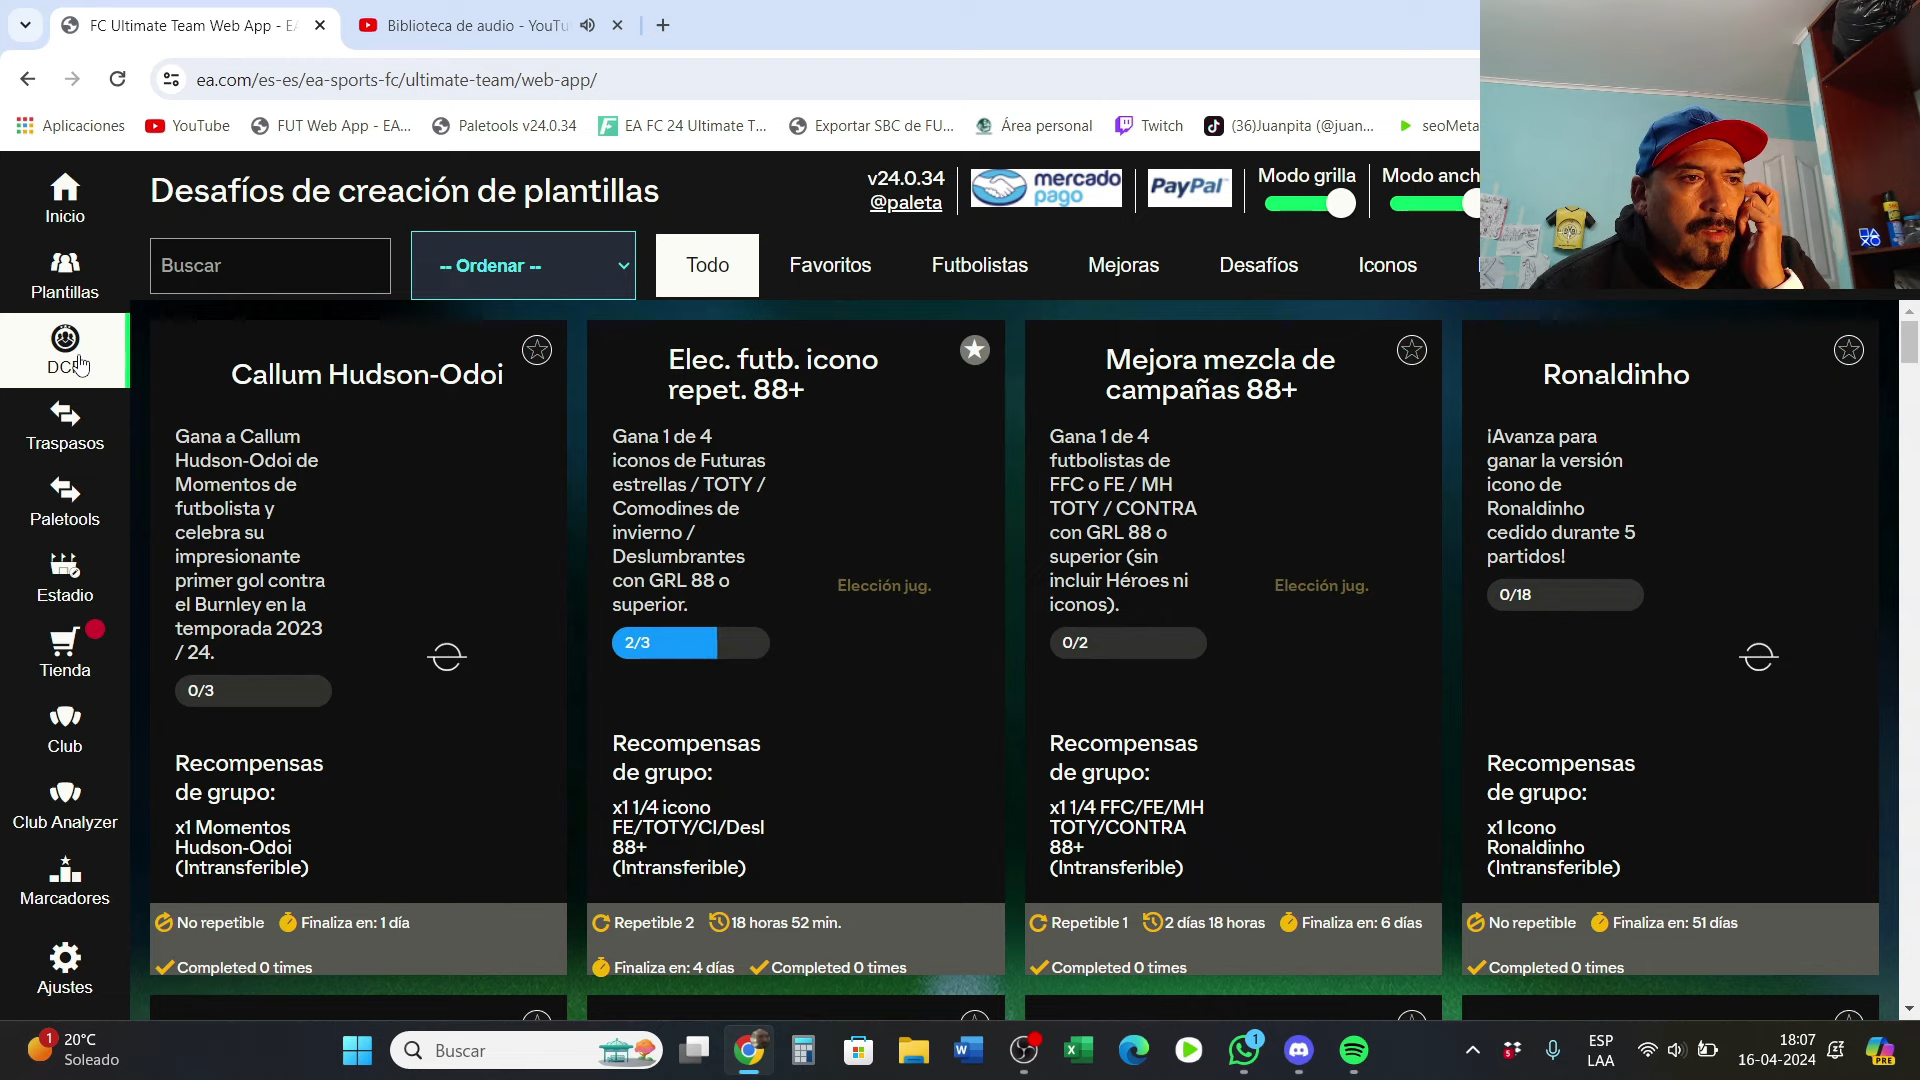 FC Ultimate Team Web App - EA
Biblioteca de audio - YouTu
ea.com/es-es/ea-sports-fc/ultimate-team/web-app/
Aplicaciones
YouTube
FUT Web App - EA...
Paletools v24.0.34
EA FC 24 Ultimate T...
Exportar SBC de FU...
Área personal
Twitch
(36)Juanpita (@juan...
seoMeta
Inicio
Plantillas
DCP
Traspasos
Paletools
Estadio
Tienda
Club
Club Analyzer
Marcadores
Ajustes
Desafíos de creación de plantillas
v24.0.34
@paleta
mercado
pago
PayPal
Modo grilla
Modo anch
Buscar
-- Ordenar --
Todo
Favoritos
Futbolistas
Mejoras
Desafíos
Iconos
Callum Hudson-Odoi
Gana a Callum
Hudson-Odoi de
Momentos de
futbolista y
celebra su
impresionante
primer gol contra
el Burnley en la
temporada 2023
/ 24.
0/3
Recompensas
de grupo:
x1 Momentos
Hudson-Odoi
(Intransferible)
No repetible
Finaliza en: 1 día
Completed 0 times
Elec. futb. icono
repet. 88+
Gana 1 de 4
iconos de Futuras
estrellas / TOTY /
Comodines de
invierno /
Deslumbrantes
con GRL 88 o
superior.
Elección jug.
2/3
Recompensas
de grupo:
x1 1/4 icono
FE/TOTY/CI/Desl
88+
(Intransferible)
Repetible 2
18 horas 52 min.
Finaliza en: 4 días
Completed 0 times
Mejora mezcla de
campañas 88+
Gana 1 de 4
futbolistas de
FFC o FE / MH
TOTY / CONTRA
con GRL 88 o
superior (sin
incluir Héroes ni
iconos).
Elección jug.
0/2
Recompensas
de grupo:
x1 1/4 FFC/FE/MH
TOTY/CONTRA
88+
(Intransferible)
Repetible 1
2 días 18 horas
Finaliza en: 6 días
Completed 0 times
Ronaldinho
¡Avanza para
ganar la versión
icono de
Ronaldinho
cedido durante 5
partidos!
0/18
Recompensas
de grupo:
x1 Icono
Ronaldinho
(Intransferible)
No repetible
Finaliza en: 51 días
Completed 0 times
1
20°C
Soleado
Buscar
1
5
ESP
LAA
18:07
16-04-2024
PRE